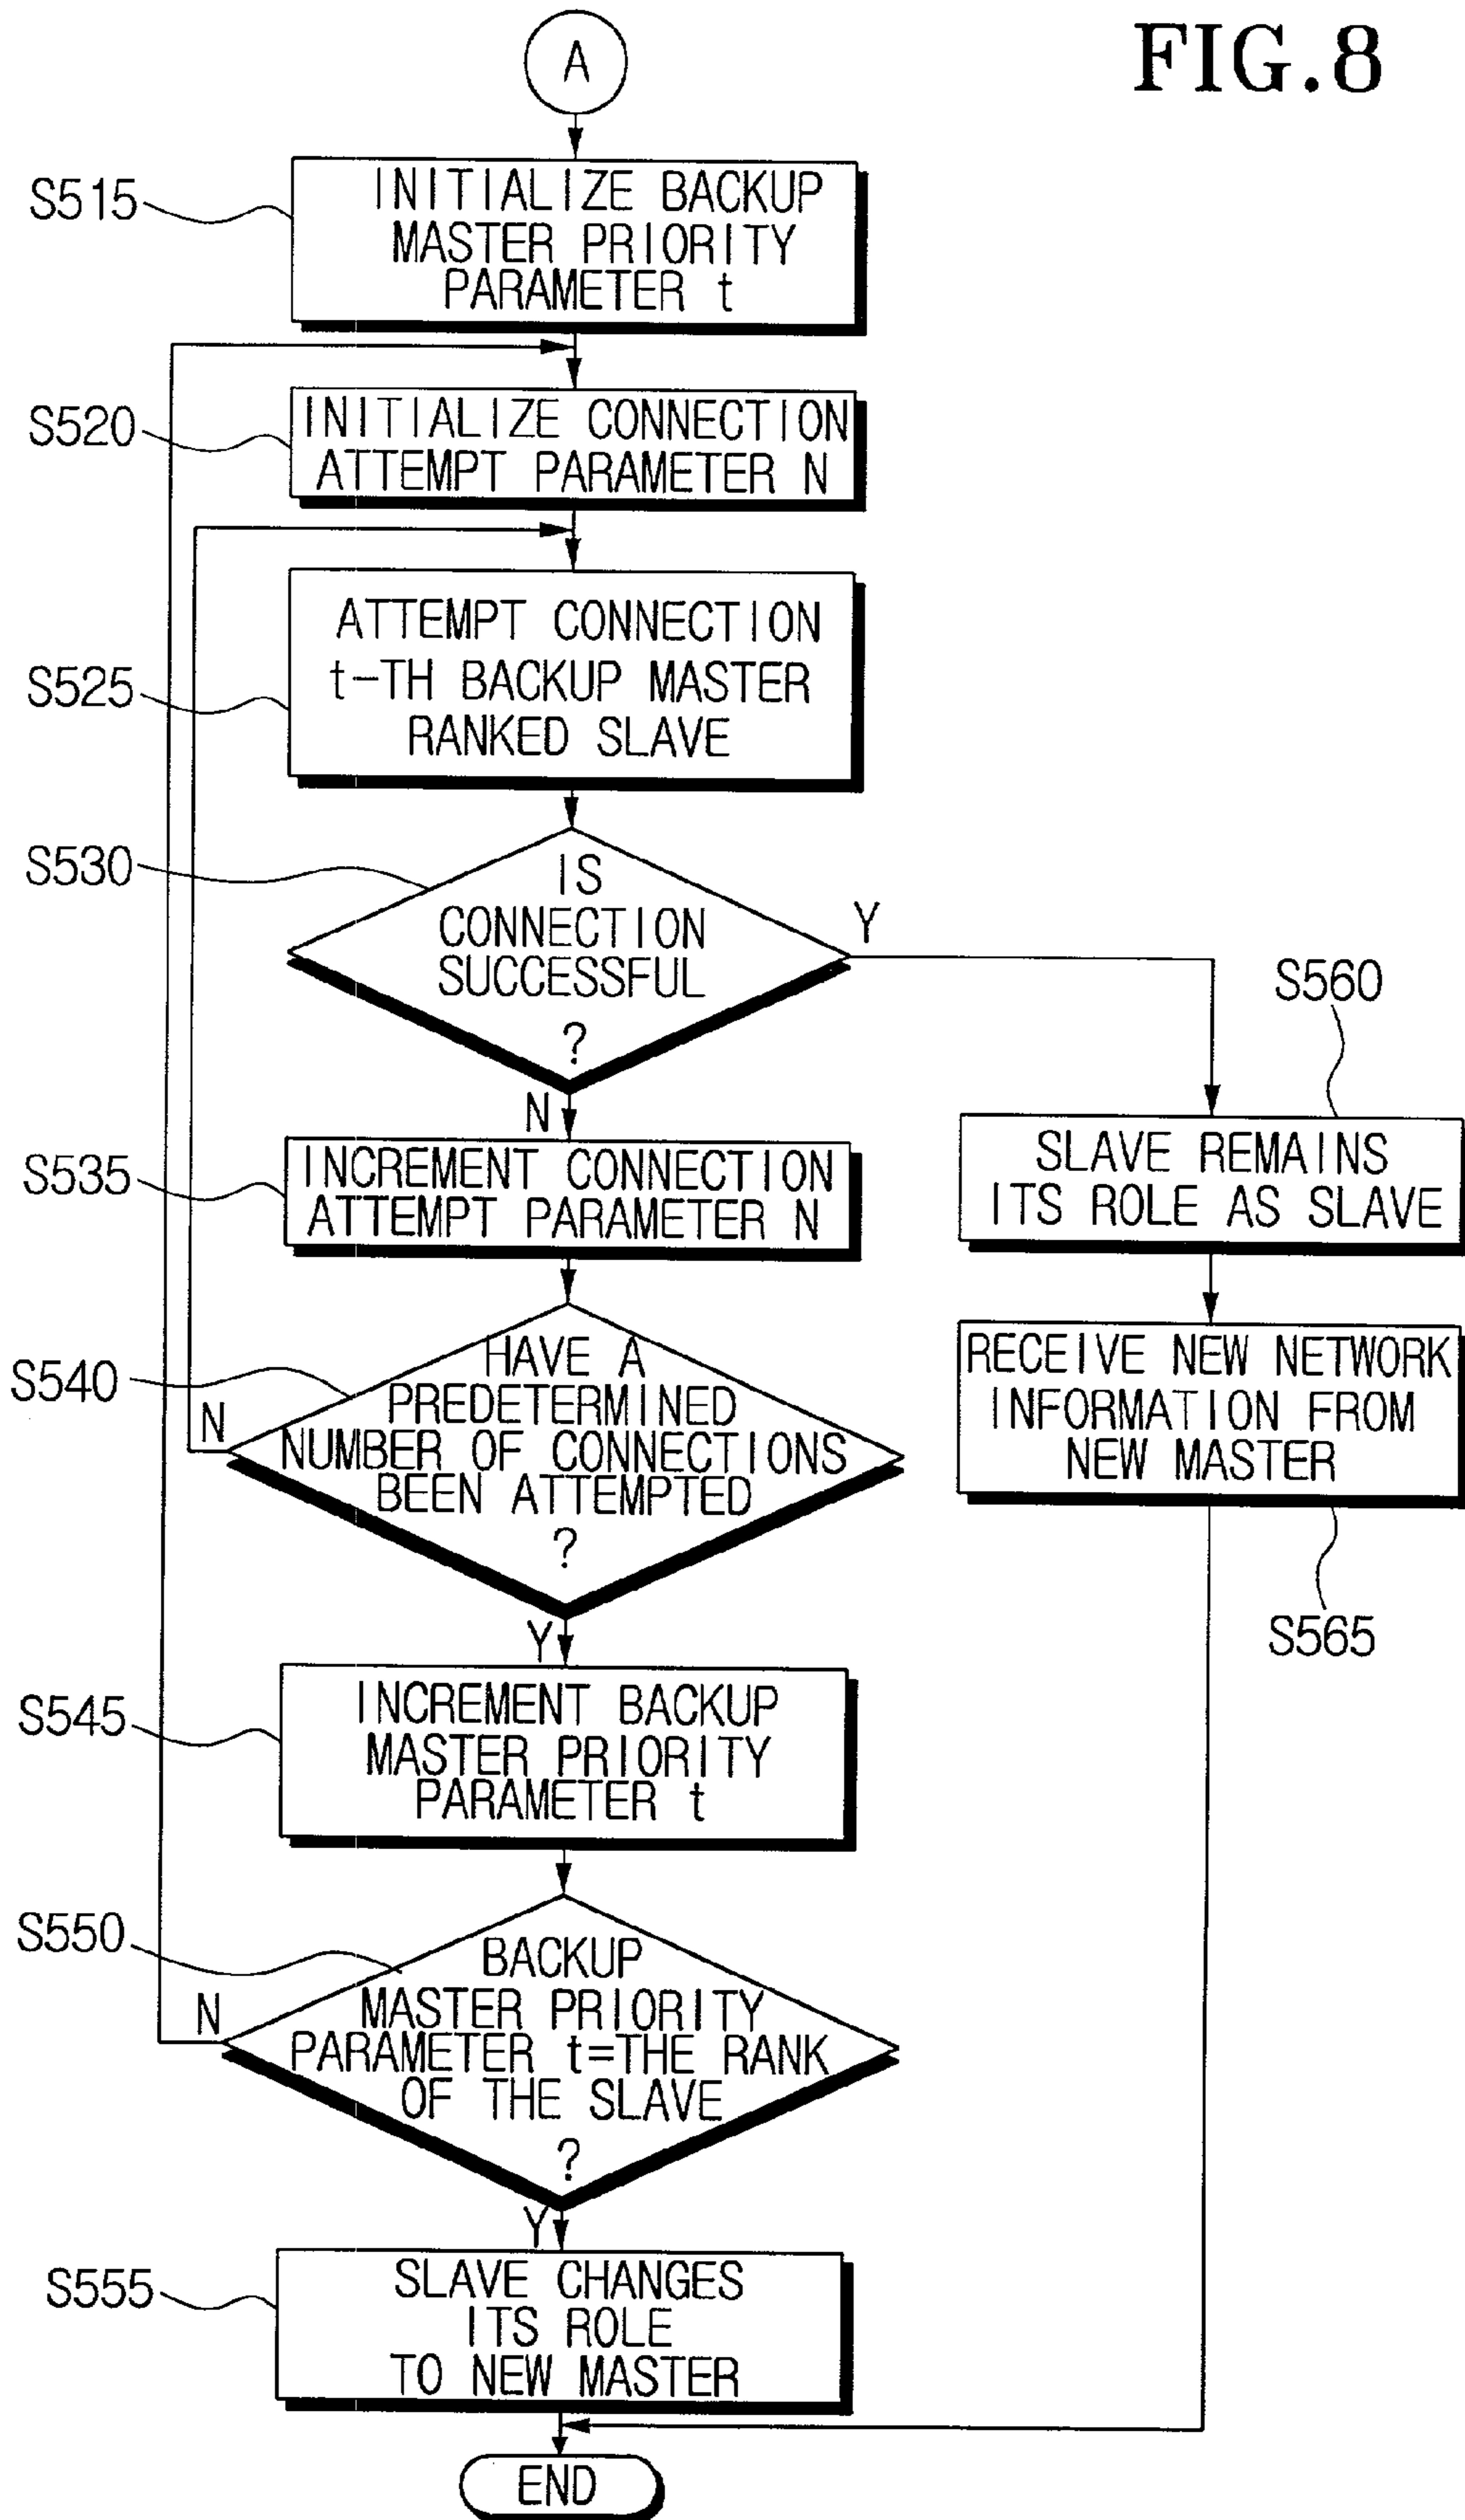 FIG.8
A
S515
INITIALIZE BACKUP
MASTER PRIORITY
PARAMETER t
S520
INITIALIZE CONNECTION
ATTEMPT PARAMETER N
S525
ATTEMPT CONNECTION
t-TH BACKUP MASTER
RANKED SLAVE
S530
IS
CONNECTION
SUCCESSFUL
?
Y
N
S560
SLAVE REMAINS
ITS ROLE AS SLAVE
S535
INCREMENT CONNECTION
ATTEMPT PARAMETER N
S540
HAVE A
PREDETERMINED
NUMBER OF CONNECTIONS
BEEN ATTEMPTED
?
N
Y
RECEIVE NEW NETWORK
INFORMATION FROM
NEW MASTER
S565
S545
INCREMENT BACKUP
MASTER PRIORITY
PARAMETER t
S550
BACKUP
MASTER PRIORITY
PARAMETER t=THE RANK
OF THE SLAVE
?
N
Y
S555
SLAVE CHANGES
ITS ROLE
TO NEW MASTER
END